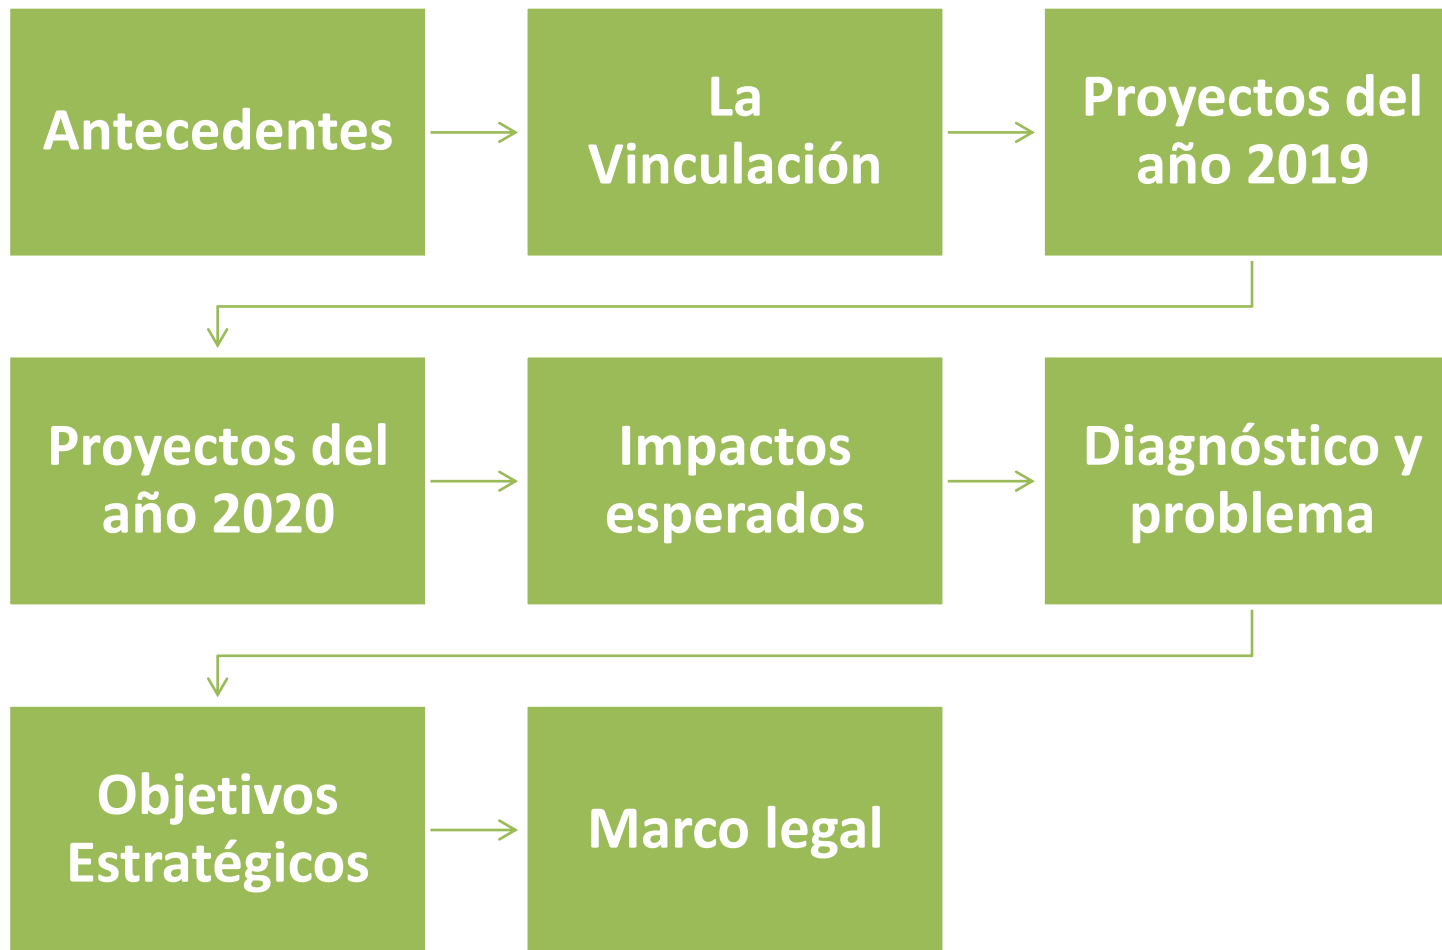 Antecedentes
La
Vinculación
Proyectos del
año 2019
Proyectos del
año 2020
Impactos
esperados
Diagnóstico y
problema
Objetivos
Estratégicos
Marco legal